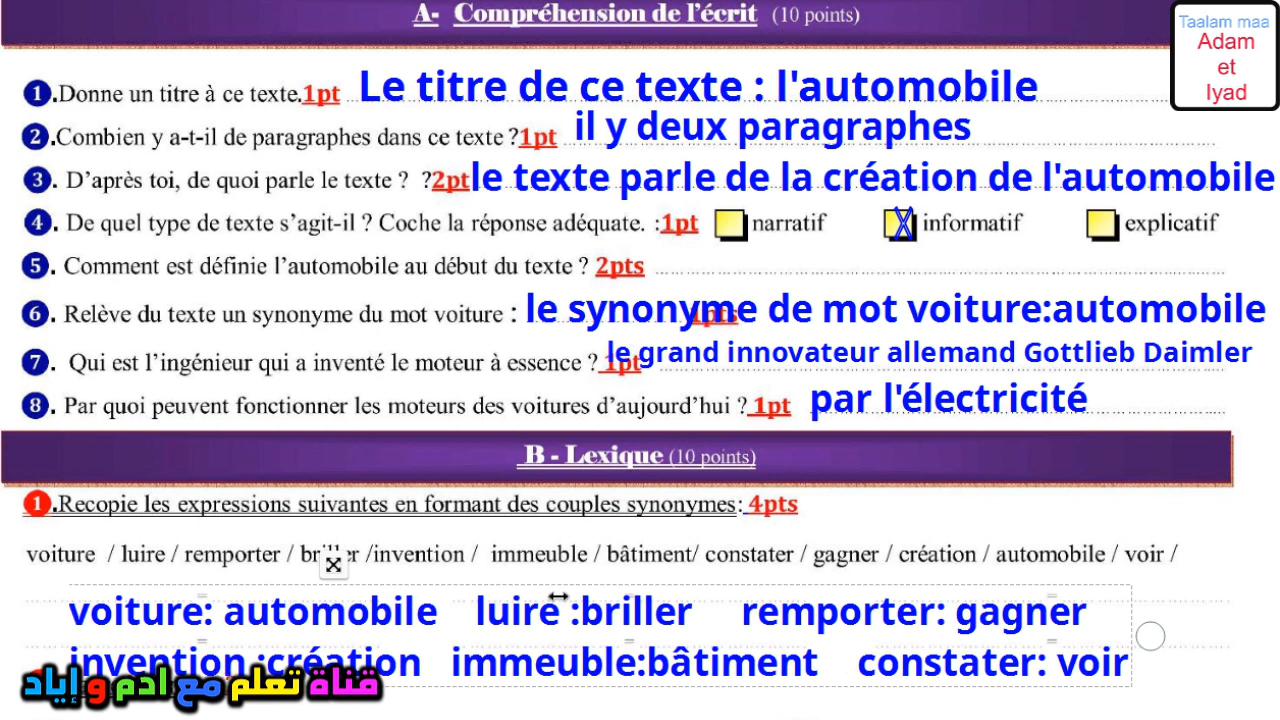 A- Compréhension de l'écrit (10 points)
Taalam maa
Adam
et
Iyad
1.Donne un titre à ce texte.1pt Le titre de ce texte : l'automobile
2.Combien y a-t-il de paragraphes dans ce texte ?1pt il y deux paragraphes
3. D'après toi, de quoi parle le texte ? ?2pt le texte parle de la création de l'automobile
4. De quel type de texte s'agit-il ? Coche la réponse adéquate. :1pt narratif X informatif explicatif
5. Comment est définie l'automobile au début du texte ? 2pts
6. Relève du texte un synonyme du mot voiture : 1pts le synonyme de mot voiture:automobile
7. Qui est l'ingénieur qui a inventé le moteur à essence ? 1pt le grand innovateur allemand Gottlieb Daimler
8. Par quoi peuvent fonctionner les moteurs des voitures d'aujourd'hui ? 1pt par l'électricité
B - Lexique (10 points)
1.Recopie les expressions suivantes en formant des couples synonymes: 4pts
voiture / luire / remporter / briller /invention / immeuble / bâtiment/ constater / gagner / création / automobile / voir /
voiture: automobile luire :briller remporter: gagner
invention :création immeuble:bâtiment constater: voir
قناة تعلم مع ادم و إياد